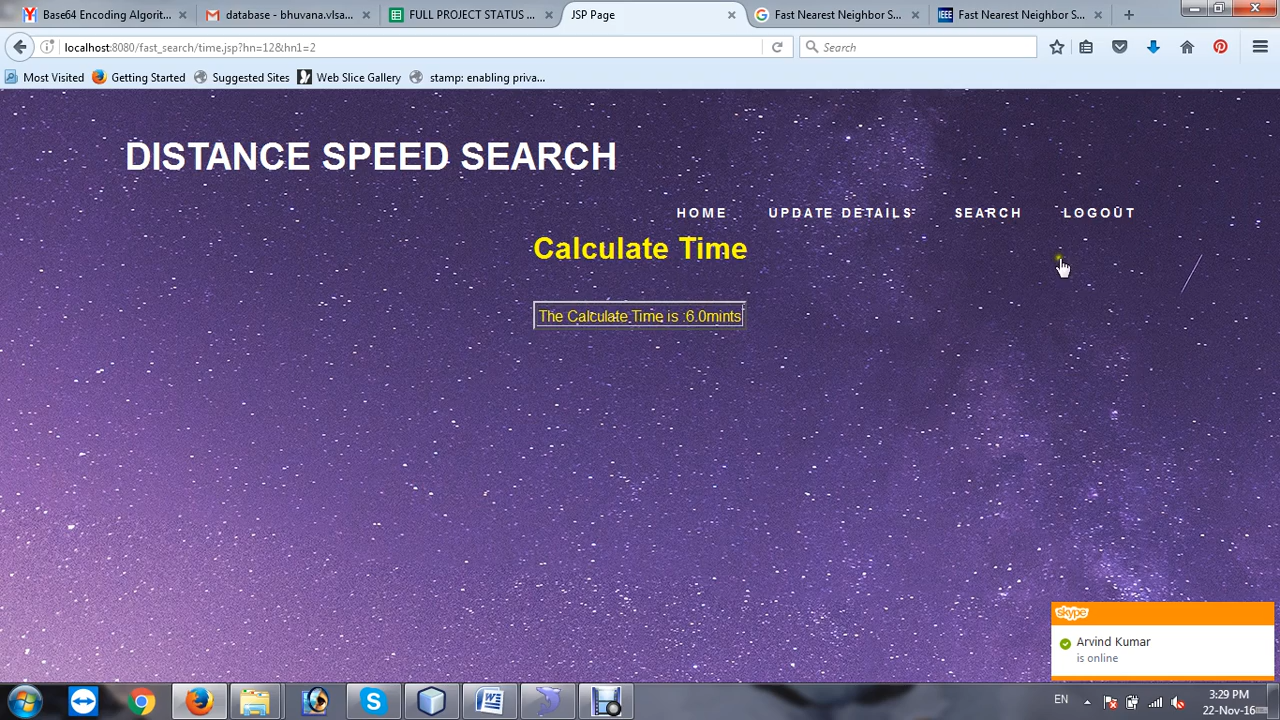 Base64 Encoding Algorit...
database - bhuvana.vlsa...
FULL PROJECT STATUS ...
JSP Page
Fast Nearest Neighbor S...
Fast Nearest Neighbor S...
localhost:8080/fast_search/time.jsp?hn=12&hn1=2
Search
Most Visited
Getting Started
Suggested Sites
Web Slice Gallery
stamp: enabling priva...
DISTANCE SPEED SEARCH
HOME
UPDATE DETAILS
SEARCH
LOGOUT
Calculate Time
The Calculate Time is :6.0mints
skype
Arvind Kumar
is online
EN
3:29 PM
22-Nov-16